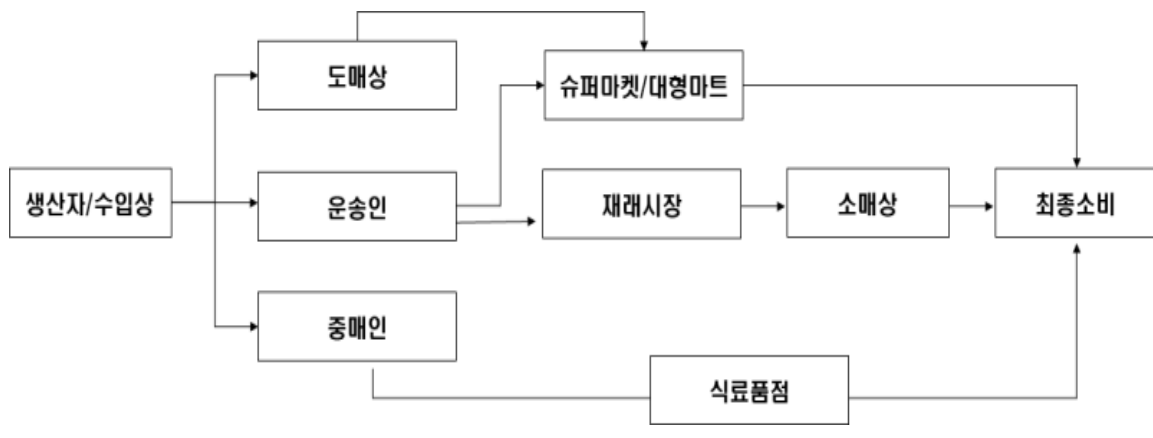 도매상
슈퍼마켓/대형마트
생산자/수입상
운송인
재래시장
소매상
최종소비
중매인
식료품점